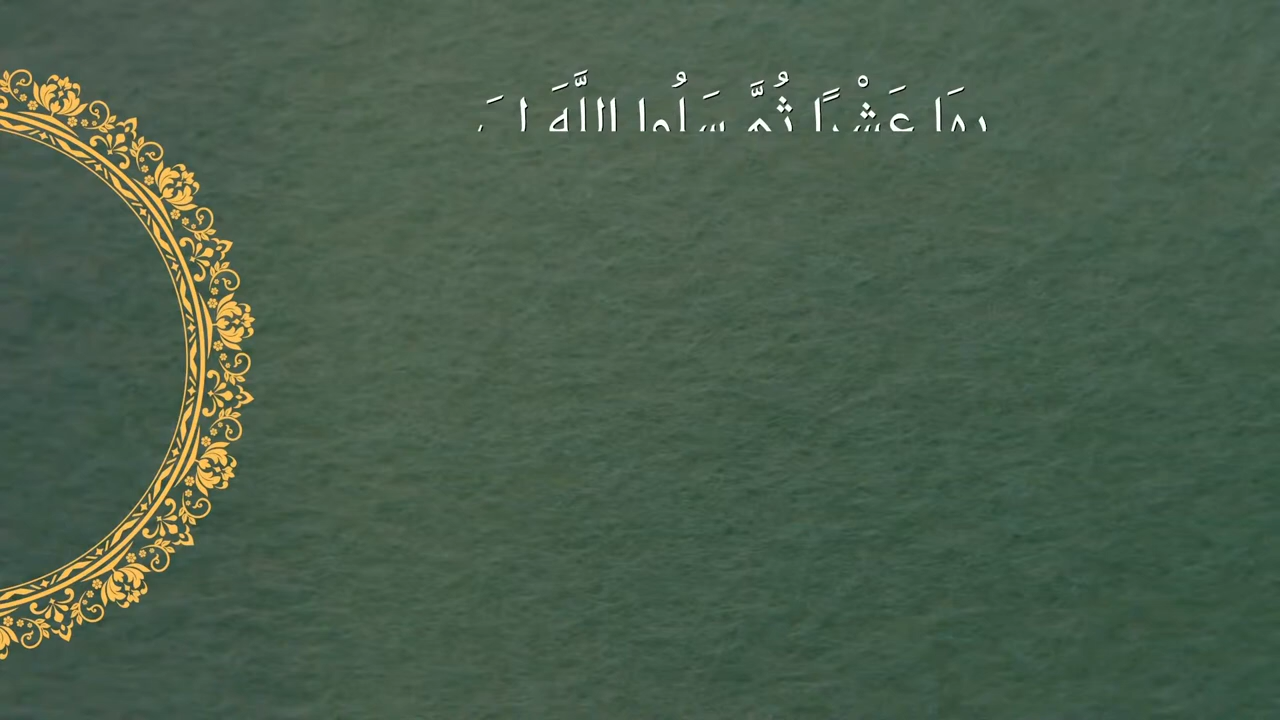 بِهَا عَشْرًا ثُمَّ سَلُوا اللَّهَ لِيَ